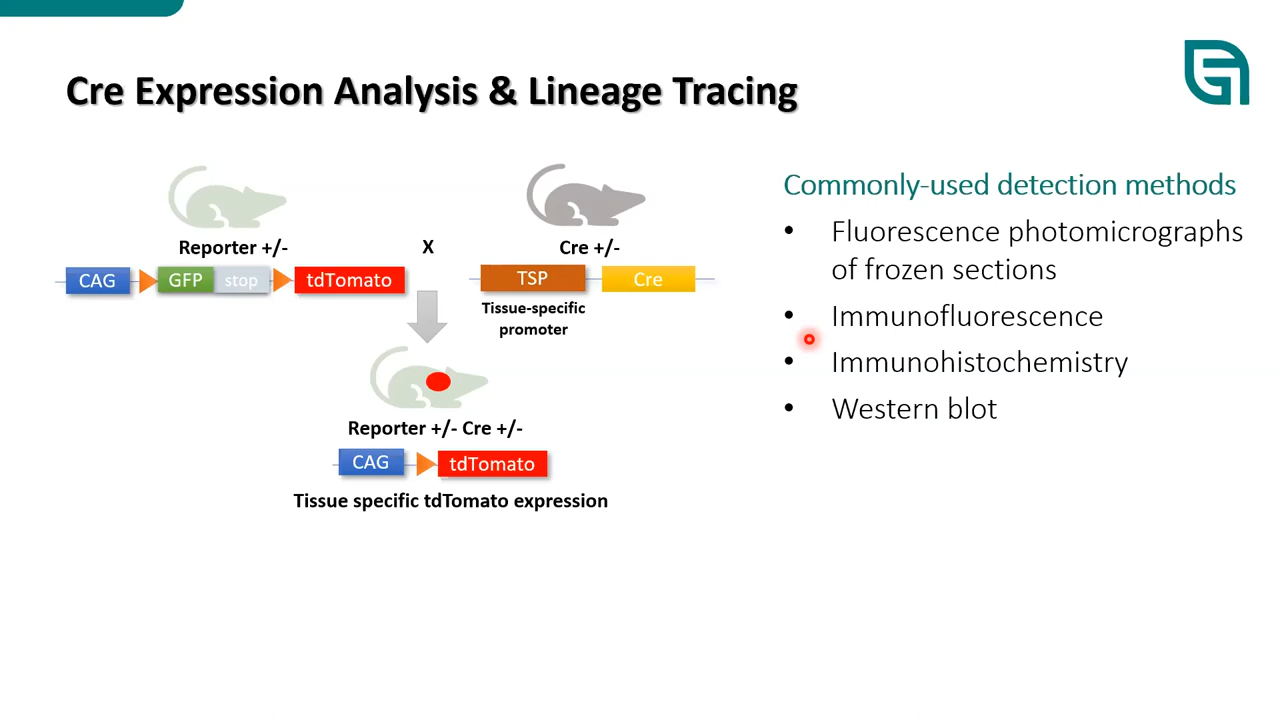 Cre Expression Analysis & Lineage Tracing
Reporter +/-
X
Cre +/-
CAG GFP stop tdTomato
TSP Cre
Tissue-specific
promoter
Reporter +/- Cre +/-
CAG tdTomato
Tissue specific tdTomato expression
Commonly-used detection methods
• Fluorescence photomicrographs
of frozen sections
• Immunofluorescence
• Immunohistochemistry
• Western blot